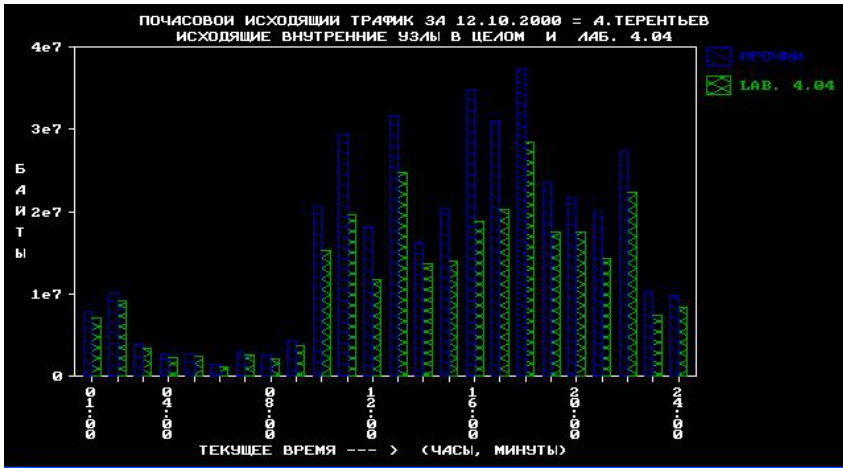 ПОЧАСОВОЙ ИСХОДЯЩИЙ ТРАФИК ЗА 12.10.2000 = А.ТЕРЕНТЬЕВ
ИСХОДЯЩИЕ ВНУТРЕННИЕ УЗЛЫ В ЦЕЛОМ И ЛАБ. 4.04
4e7
3e7
2e7
1e7
0
БАЙТЫ
ПРОЧИИ
LAB. 4.04
01:00 04:00 08:00 12:00 16:00 20:00 24:00
ТЕКУЩЕЕ ВРЕМЯ --- > (ЧАСЫ, МИНУТЫ)